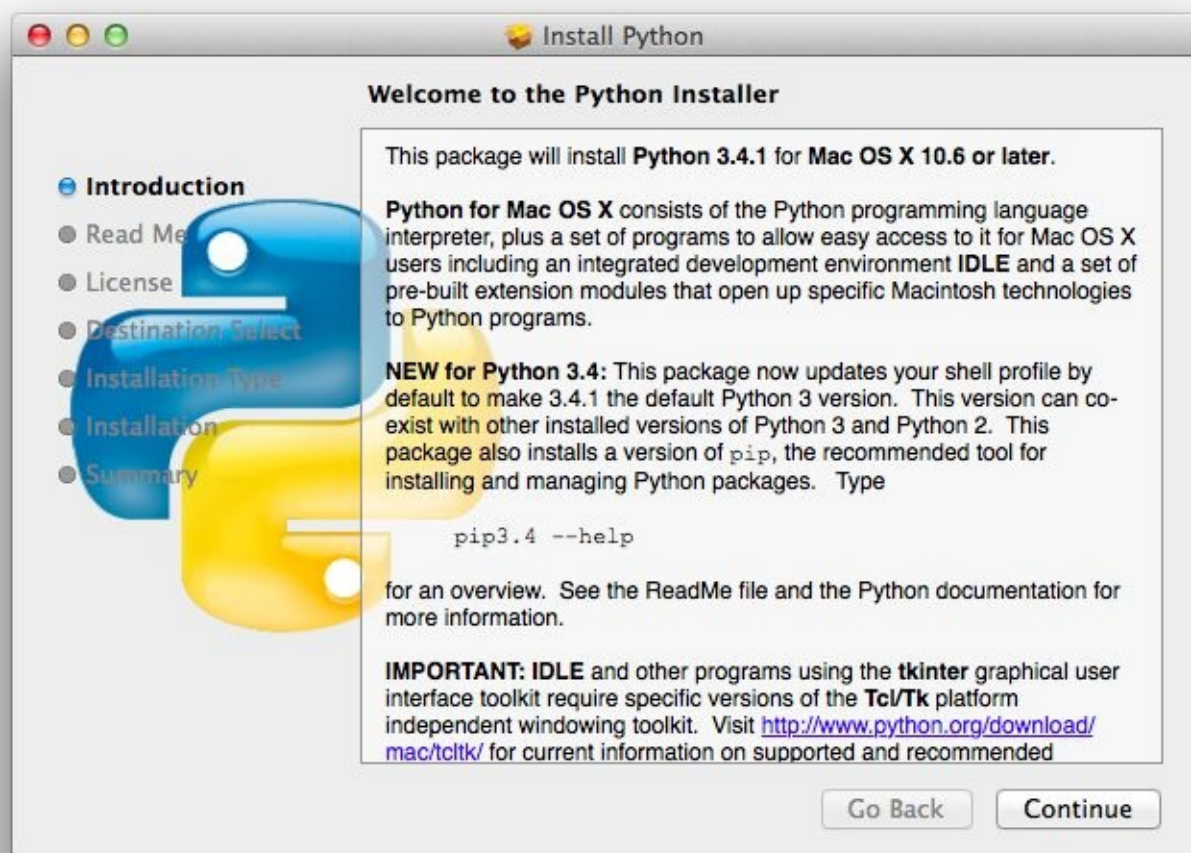 Install Python
Welcome to the Python Installer
Introduction
Read Me
License
Destination Select
Installation Type
Installation
Summary
This package will install Python 3.4.1 for Mac OS X 10.6 or later.
Python for Mac OS X consists of the Python programming language
interpreter, plus a set of programs to allow easy access to it for Mac OS X
users including an integrated development environment IDLE and a set of
pre-built extension modules that open up specific Macintosh technologies
to Python programs.
NEW for Python 3.4: This package now updates your shell profile by
default to make 3.4.1 the default Python 3 version.  This version can co-
exist with other installed versions of Python 3 and Python 2.  This
package also installs a version of pip, the recommended tool for
installing and managing Python packages.   Type
pip3.4 --help
for an overview.  See the ReadMe file and the Python documentation for
more information.
IMPORTANT: IDLE and other programs using the tkinter graphical user
interface toolkit require specific versions of the Tcl/Tk platform
independent windowing toolkit.  Visit http://www.python.org/download/
mac/tcltk/ for current information on supported and recommended
Go Back
Continue